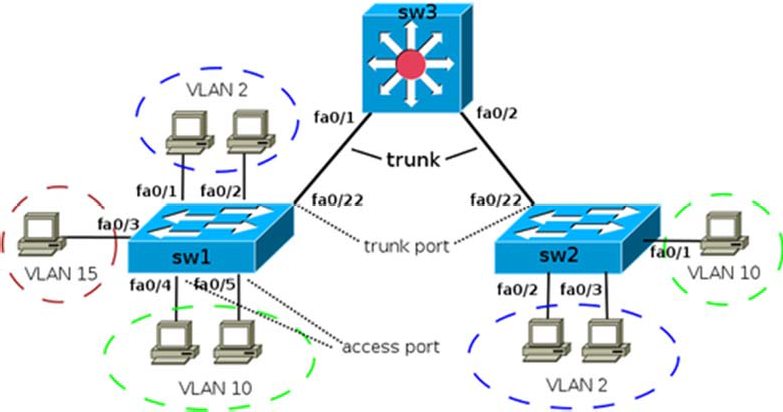 sw3
VLAN 2
fa0/1
fa0/2
trunk
fa0/1
fa0/2
fa0/22
fa0/22
fa0/3
trunk port
sw1
sw2
fa0/1
VLAN 15
VLAN 10
fa0/4
fa0/5
fa0/2
fa0/3
access port
VLAN 10
VLAN 2